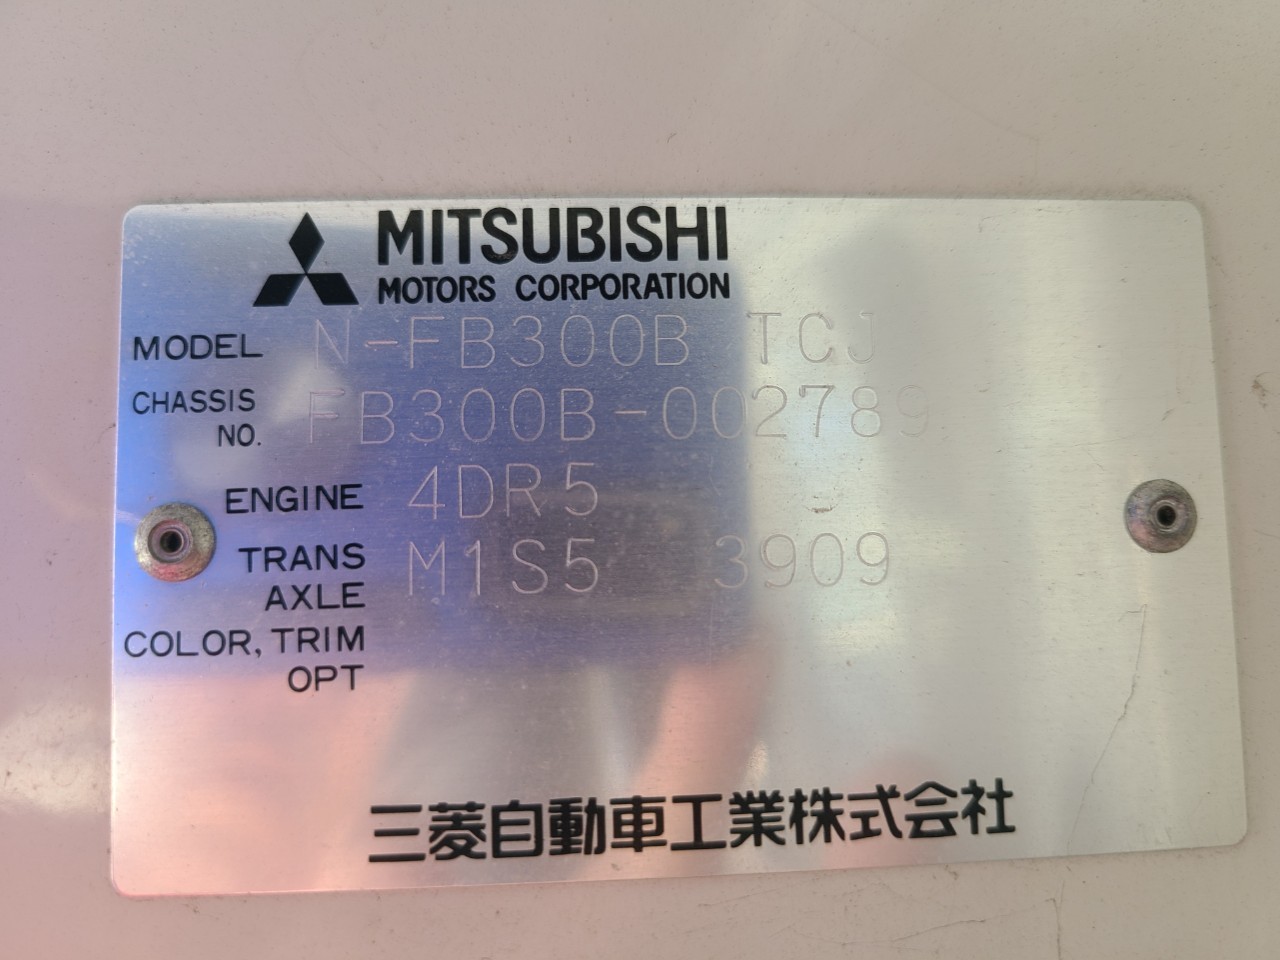 MITSUBISHI
MOTORS CORPORATION
MODEL N-FB300B TCJ
CHASSIS NO. FB300B-002789
ENGINE 4DR5
TRANS AXLE M1S5 3909
COLOR, TRIM
OPT
三菱自動車工業株式会社